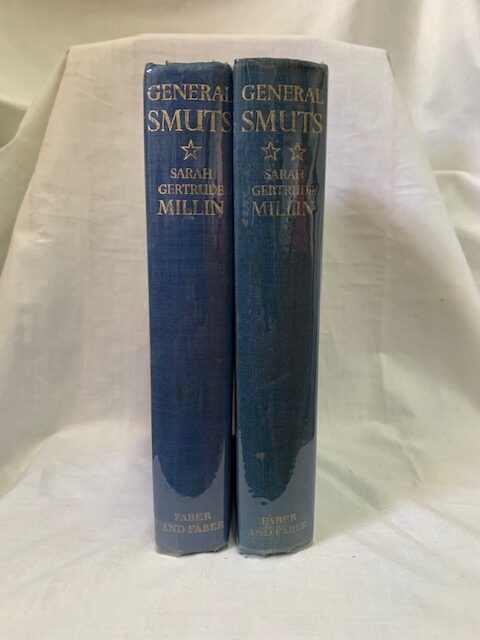 GENERAL
SMUTS
☆
SARAH
GERTRUDE
MILLIN
FABER
AND FABER
GENERAL
SMUTS
☆ ☆
SARAH
GERTRUDE
MILLIN
FABER
AND FABER